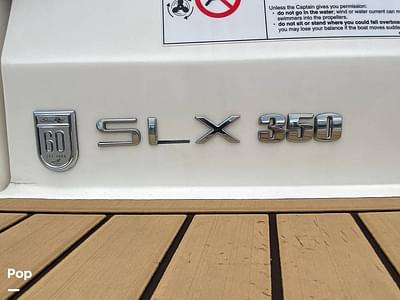 Unless the Captain gives you permission:
• do not go in the water; wind or water current can
swimmers into the propellers.
• do not sit or stand where you could fall overboa
you may lose your balance if the boat moves sudden
60
SLX 350
Pop